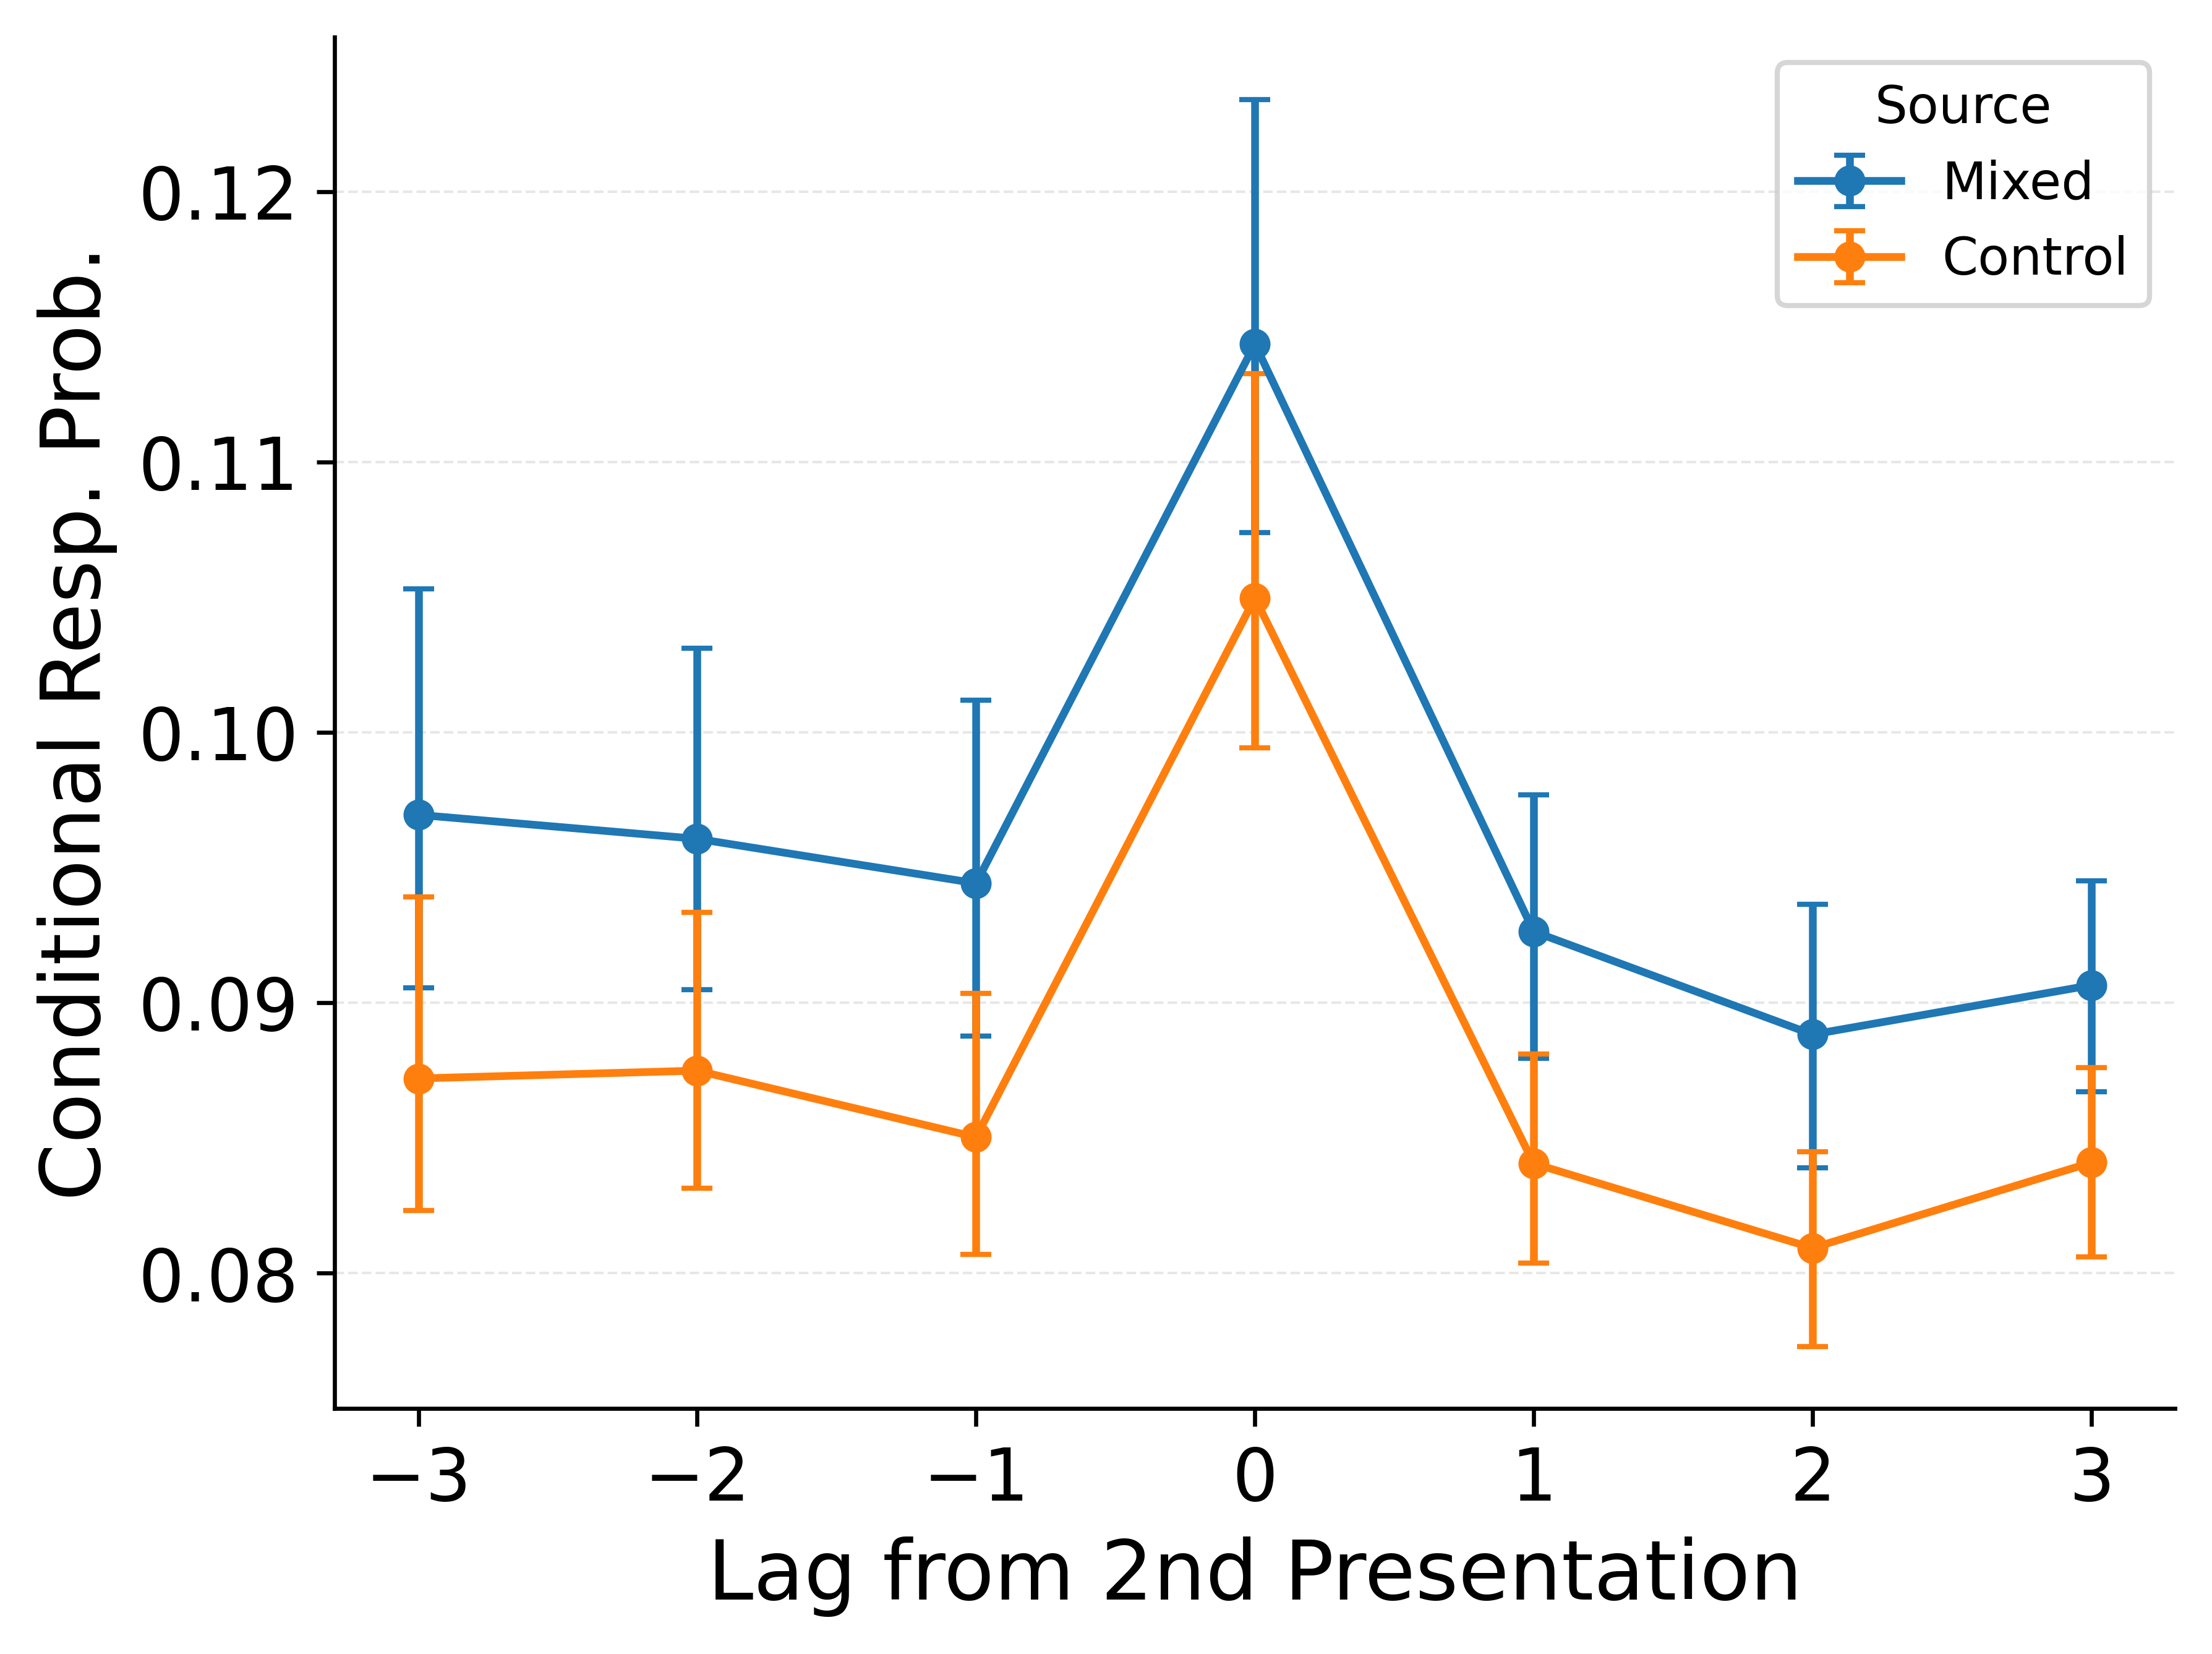 Source
Mixed
Control
0.12
0.11
0.10
0.09
0.08
Conditional Resp. Prob.
−3 −2 −1 0 1 2 3
Lag from 2nd Presentation